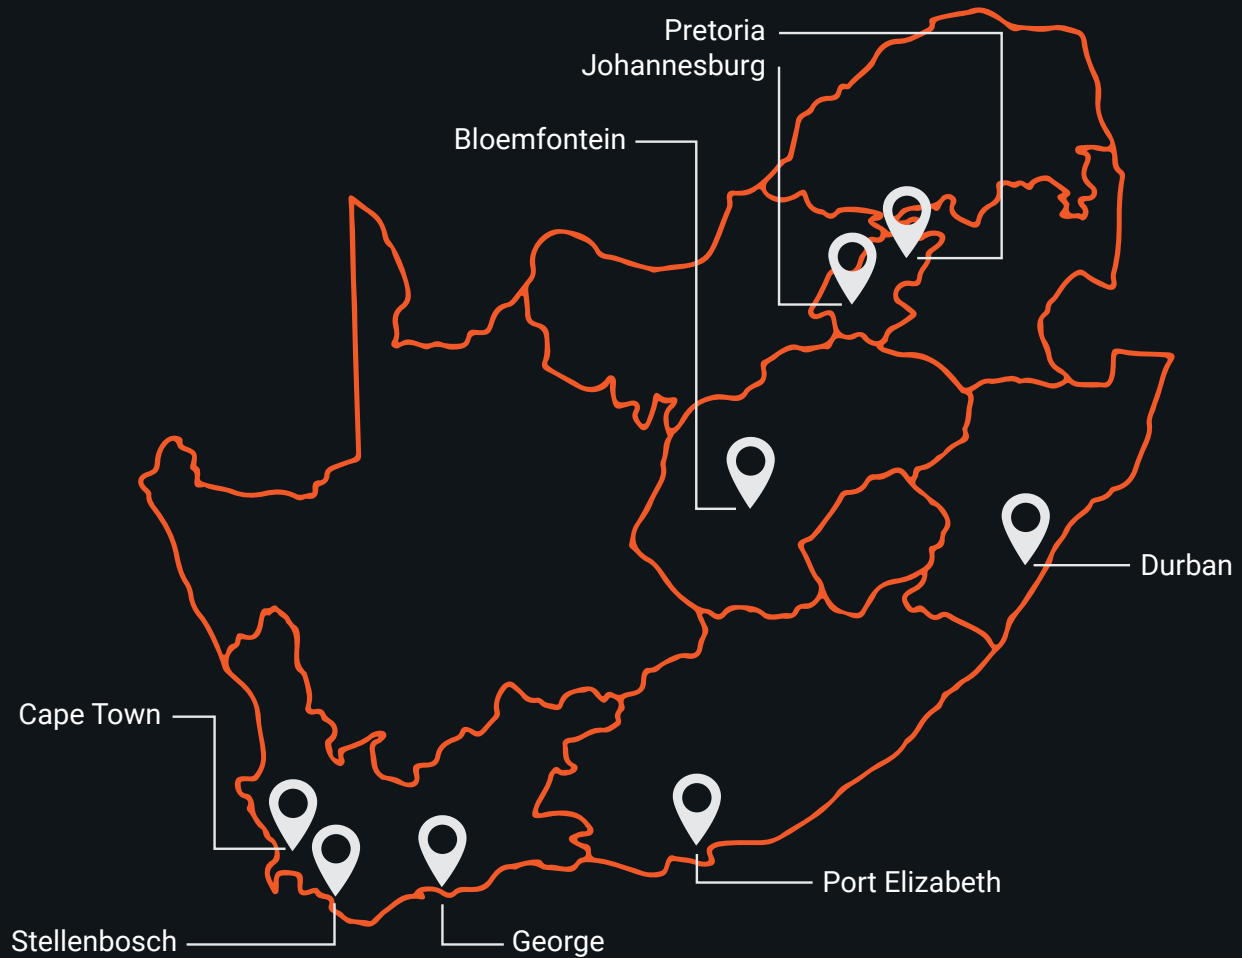 Pretoria
Johannesburg
Bloemfontein
Durban
Cape Town
Port Elizabeth
Stellenbosch
George